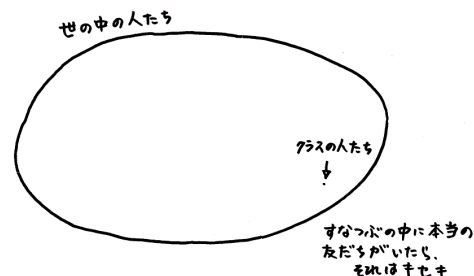 世の中の人たち
クラスの人たち
すなつぶの中に本当の
友だちがいたら、
それはキセキ